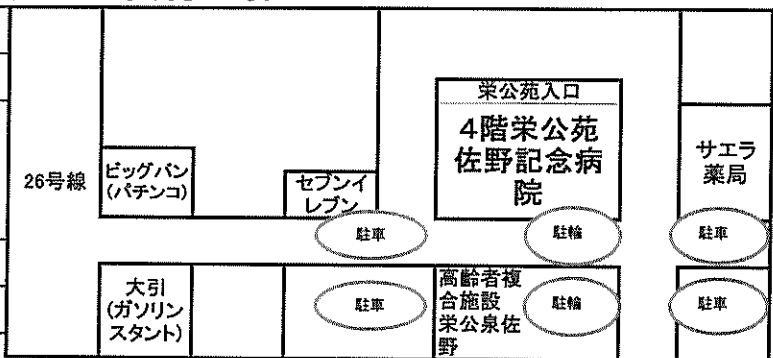 栄公苑入口
4階栄公苑
佐野記念病
院
26号線
ビッグバン
(パチンコ)
セブンイ
レブン
サエラ
薬局
駐車
駐輪
駐車
大引
(ガソリン
スタント)
駐車
高齢者複
合施設
栄公泉佐
野
駐輪
駐車